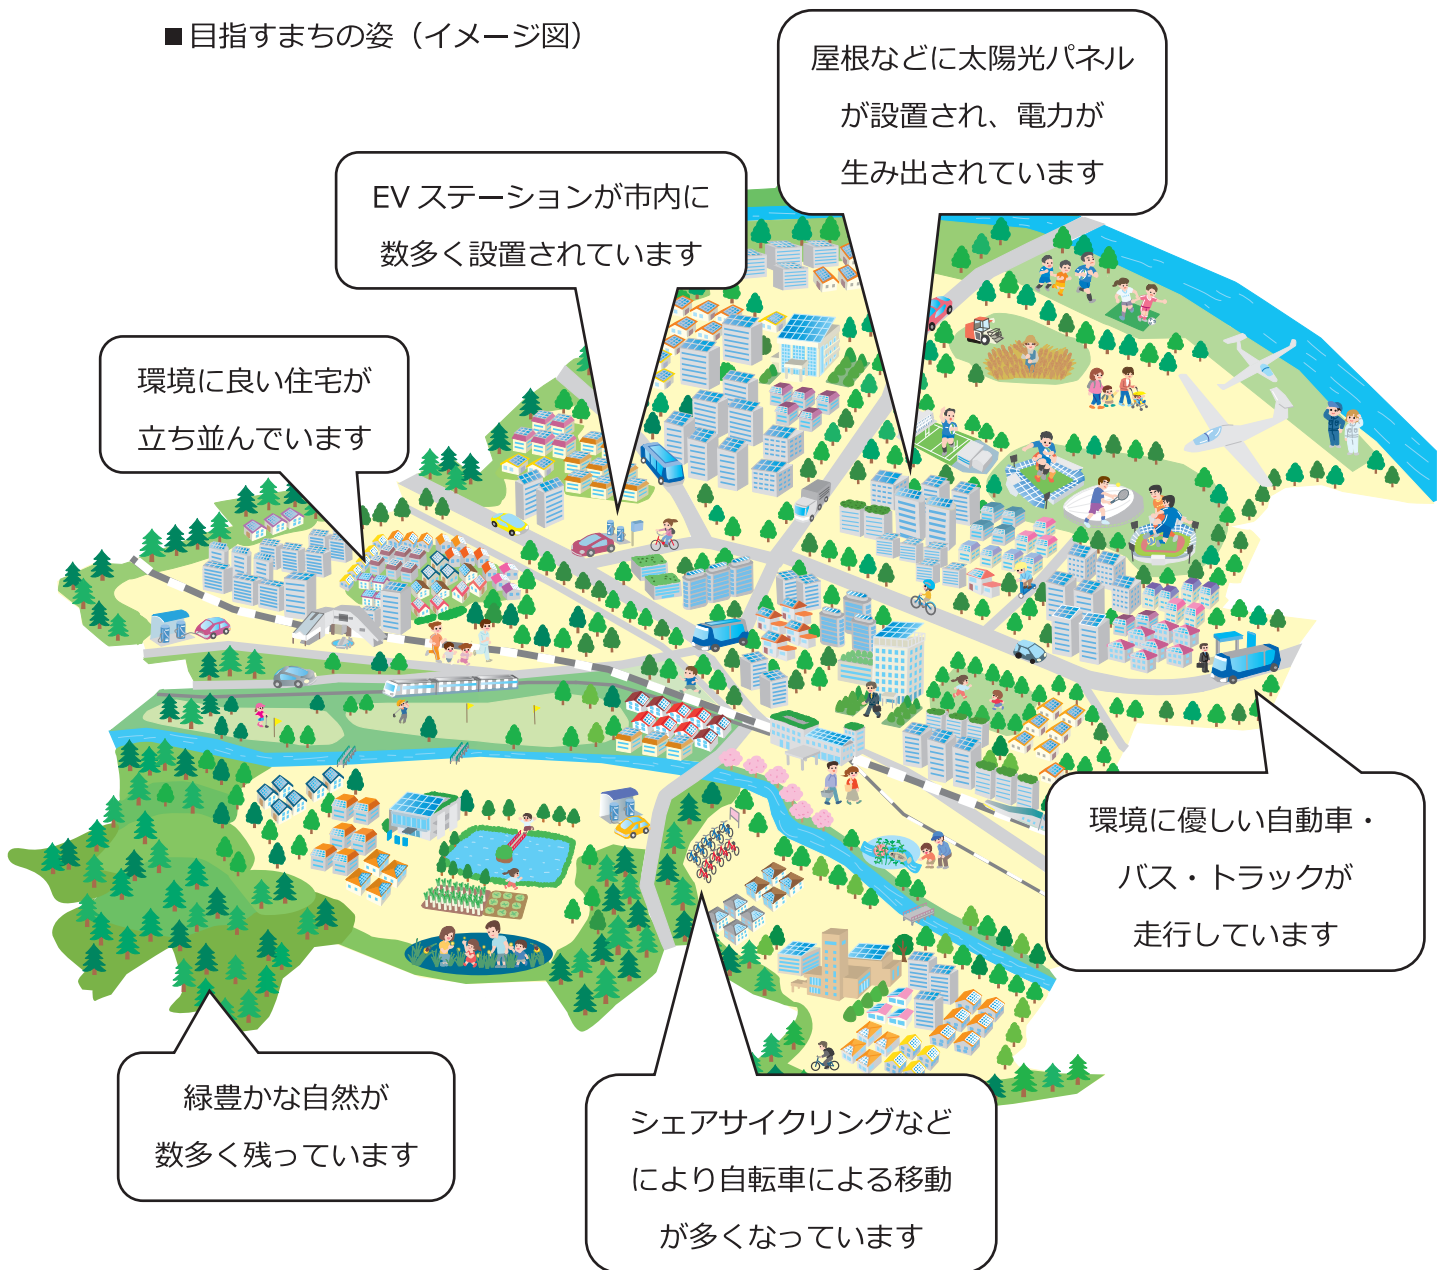 ■目指すまちの姿（イメージ図）
屋根などに太陽光パネル
が設置され、電力が
生み出されています
EV ステーションが市内に
数多く設置されています
環境に良い住宅が
立ち並んでいます
環境に優しい自動車・
バス・トラックが
走行しています
緑豊かな自然が
数多く残っています
シェアサイクリングなど
により自転車による移動
が多くなっています